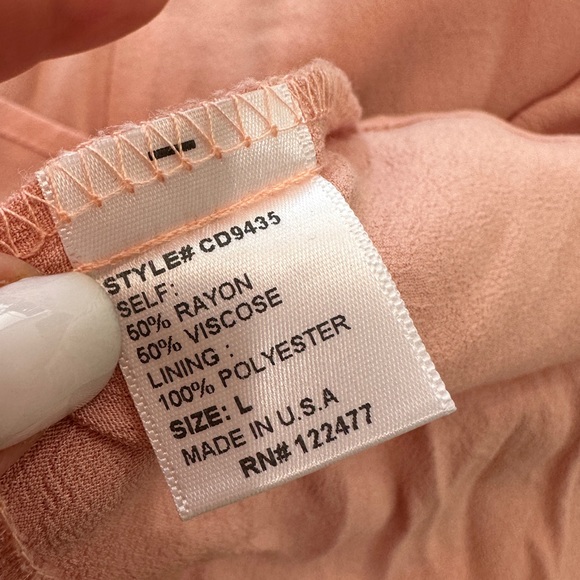 STYLE# CD9435
SELF:
50% RAYON
50% VISCOSE
LINING :
100% POLYESTER
SIZE: L
MADE IN U.S.A
RN# 122477